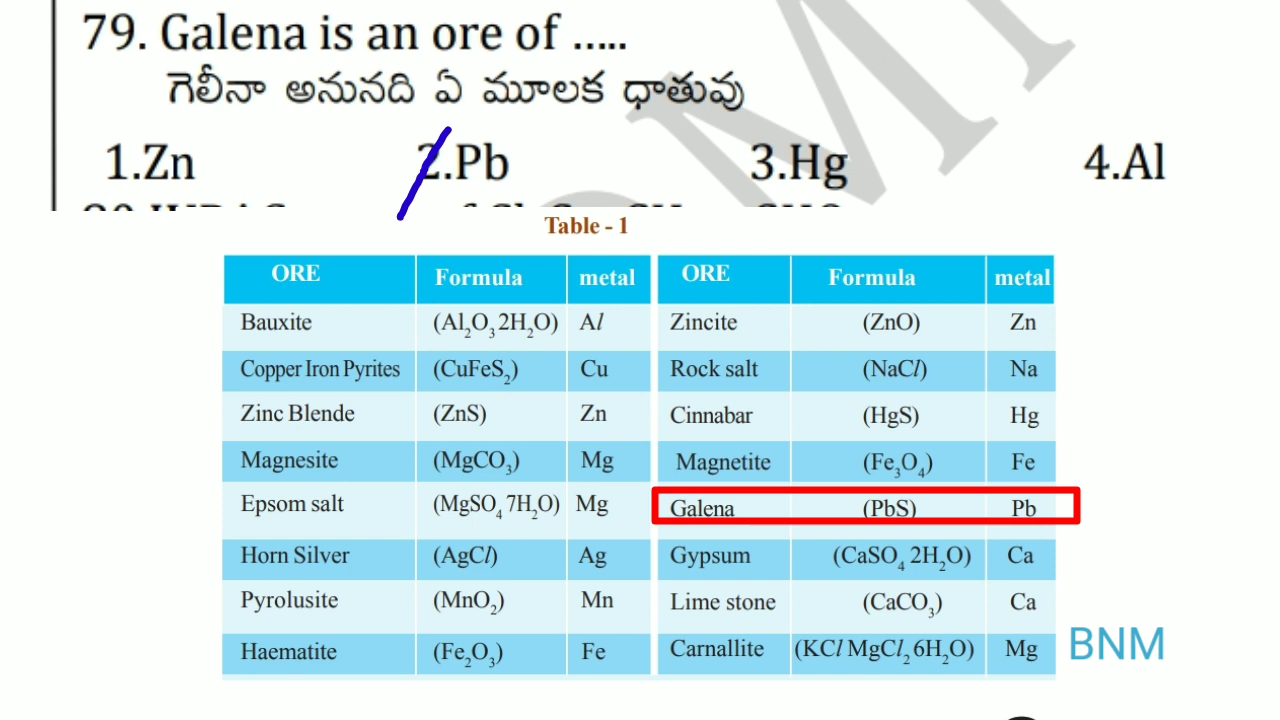 79. Galena is an ore of .....
గెలీనా అనునది ఏ మూలక ధాతువు
1.Zn 2.Pb 3.Hg 4.Al
Table - 1
ORE Formula metal ORE Formula metal
Bauxite (Al₂O₃ 2H₂O) Al Zincite (ZnO) Zn
Copper Iron Pyrites (CuFeS₂) Cu Rock salt (NaCl) Na
Zinc Blende (ZnS) Zn Cinnabar (HgS) Hg
Magnesite (MgCO₃) Mg Magnetite (Fe₃O₄) Fe
Epsom salt (MgSO₄ 7H₂O) Mg Galena (PbS) Pb
Horn Silver (AgCl) Ag Gypsum (CaSO₄ 2H₂O) Ca
Pyrolusite (MnO₂) Mn Lime stone (CaCO₃) Ca
Haematite (Fe₂O₃) Fe Carnallite (KCl MgCl₂ 6H₂O) Mg
BNM